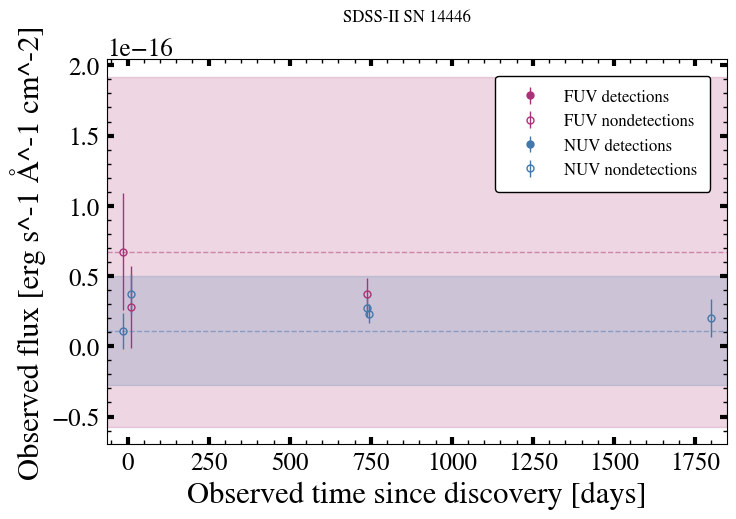 SDSS-II SN 14446
1e−16
2.0
1.5
1.0
0.5
0.0
−0.5
Observed flux [erg s^-1 Å^-1 cm^-2]
FUV detections
FUV nondetections
NUV detections
NUV nondetections
0 250 500 750 1000 1250 1500 1750
Observed time since discovery [days]